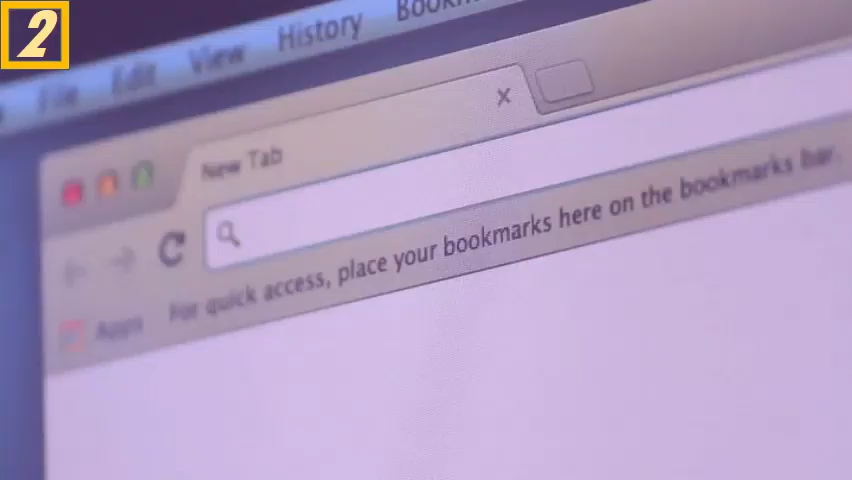 2
File Edit View History
New Tab
For quick access, place your bookmarks here on the bookmarks bar.
Apps